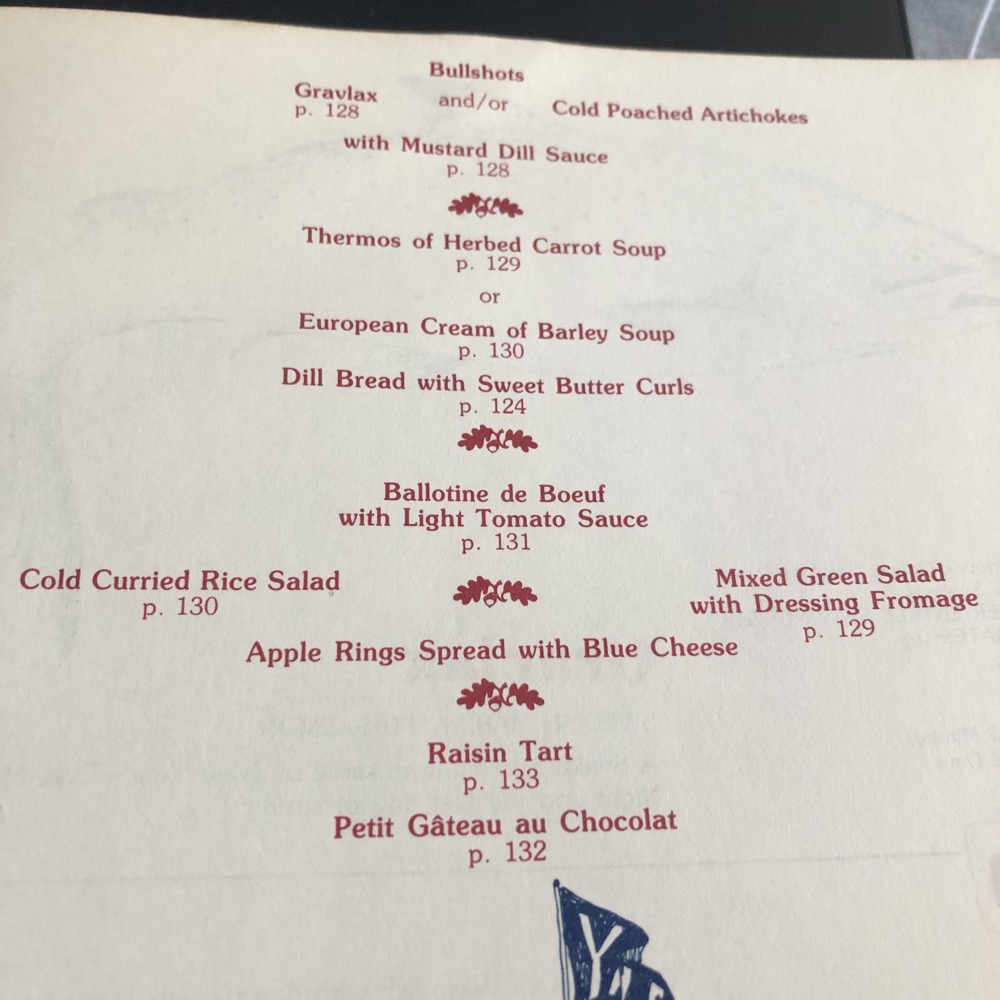 Bullshots
Gravlax and/or Cold Poached Artichokes
p. 128
with Mustard Dill Sauce
p. 128
Thermos of Herbed Carrot Soup
p. 129
or
European Cream of Barley Soup
p. 130
Dill Bread with Sweet Butter Curls
p. 124
Ballotine de Boeuf
with Light Tomato Sauce
p. 131
Cold Curried Rice Salad
p. 130
Mixed Green Salad
with Dressing Fromage
p. 129
Apple Rings Spread with Blue Cheese
Raisin Tart
p. 133
Petit Gâteau au Chocolat
p. 132